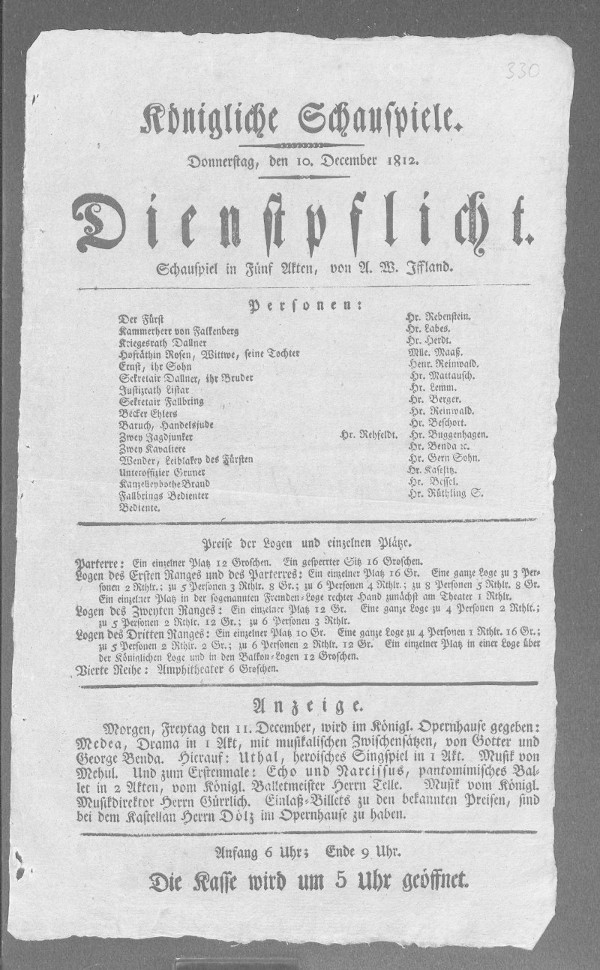 330
Königliche Schauspiele.
Donnerstag, den 10. December 1812.
Dienstpflicht.
Schauspiel in Fünf Akten, von A. W. Iffland.
Personen:
Der Fürst Hr. Rebenstein.
Kammerherr von Falkenberg Hr. Labes.
Kriegesrath Dallner Hr. Herdt.
Hofräthin Rosen, Wittwe, seine Tochter Mlle. Maaß.
Ernst, ihr Sohn Henr. Reinwald.
Sekretair Dallner, ihr Bruder Hr. Mattausch.
Justizrath Listar Hr. Lemm.
Sekretair Fallbring Hr. Berger.
Becker Ehlers Hr. Reinwald.
Baruch, Handelsjude Hr. Beschort.
Zwey Jagdjunker Hr. Rehfeldt. Hr. Buggenhagen.
Zwey Kavaliere Hr. Benda ꝛc.
Wender, Leiblakey des Fürsten Hr. Gern Sohn.
Unteroffizier Gruner Hr. Kaselitz.
Kanzelleybothe Brand Hr. Bessel.
Fallbrings Bedienter Hr. Rüthling S.
Bediente.
Preise der Logen und einzelnen Plätze.
Parterre: Ein einzelner Platz 12 Groschen. Ein gesperrter Sitz 16 Groschen.
Logen des Ersten Ranges und des Parterres: Ein einzelner Platz 16 Gr. Eine ganze Loge zu 3 Per-
sonen 2 Rthlr.; zu 5 Personen 3 Rthlr. 8 Gr.; zu 6 Personen 4 Rthlr.; zu 8 Personen 5 Rthlr. 8 Gr.
Ein einzelner Platz in der sogenannten Fremden-Loge rechter Hand zunächst am Theater 1 Rthlr.
Logen des Zweyten Ranges: Ein einzelner Platz 12 Gr. Eine ganze Loge zu 4 Personen 2 Rthlr.;
zu 5 Personen 2 Rthlr. 12 Gr.; zu 6 Personen 3 Rthlr.
Logen des Dritten Ranges: Ein einzelner Platz 10 Gr. Eine ganze Loge zu 4 Personen 1 Rthlr. 16 Gr.;
zu 5 Personen 2 Rthlr. 2 Gr.; zu 6 Personen 2 Rthlr. 12 Gr. Ein einzelner Platz in einer Loge über
der Königlichen Loge und in den Balkon-Logen 12 Groschen.
Vierte Reihe: Amphitheater 6 Groschen.
Anzeige.
Morgen, Freytag den 11. December, wird im Königl. Opernhause gegeben:
Medea, Drama in 1 Akt, mit musikalischen Zwischensätzen, von Gotter und
George Benda. Hierauf: Uthal, heroisches Singspiel in 1 Akt. Musik von
Mehul. Und zum Erstenmale: Echo und Narcissus, pantomimisches Bal-
let in 2 Akten, vom Königl. Balletmeister Herrn Telle. Musik vom Königl.
Musikdirektor Herrn Gürrlich. Einlaß-Billets zu den bekannten Preisen, sind
bei dem Kastellan Herrn Dölz im Opernhause zu haben.
Anfang 6 Uhr; Ende 9 Uhr.
Die Kasse wird um 5 Uhr geöffnet.